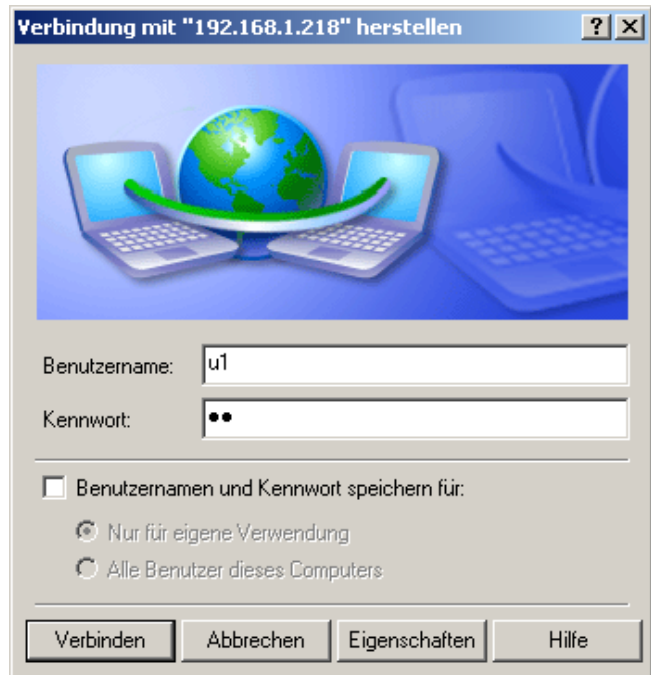 Verbindung mit "192.168.1.218" herstellen
Benutzername: u1
Kennwort: ●●
Benutzernamen und Kennwort speichern für:
Nur für eigene Verwendung
Alle Benutzer dieses Computers
Verbinden Abbrechen Eigenschaften Hilfe